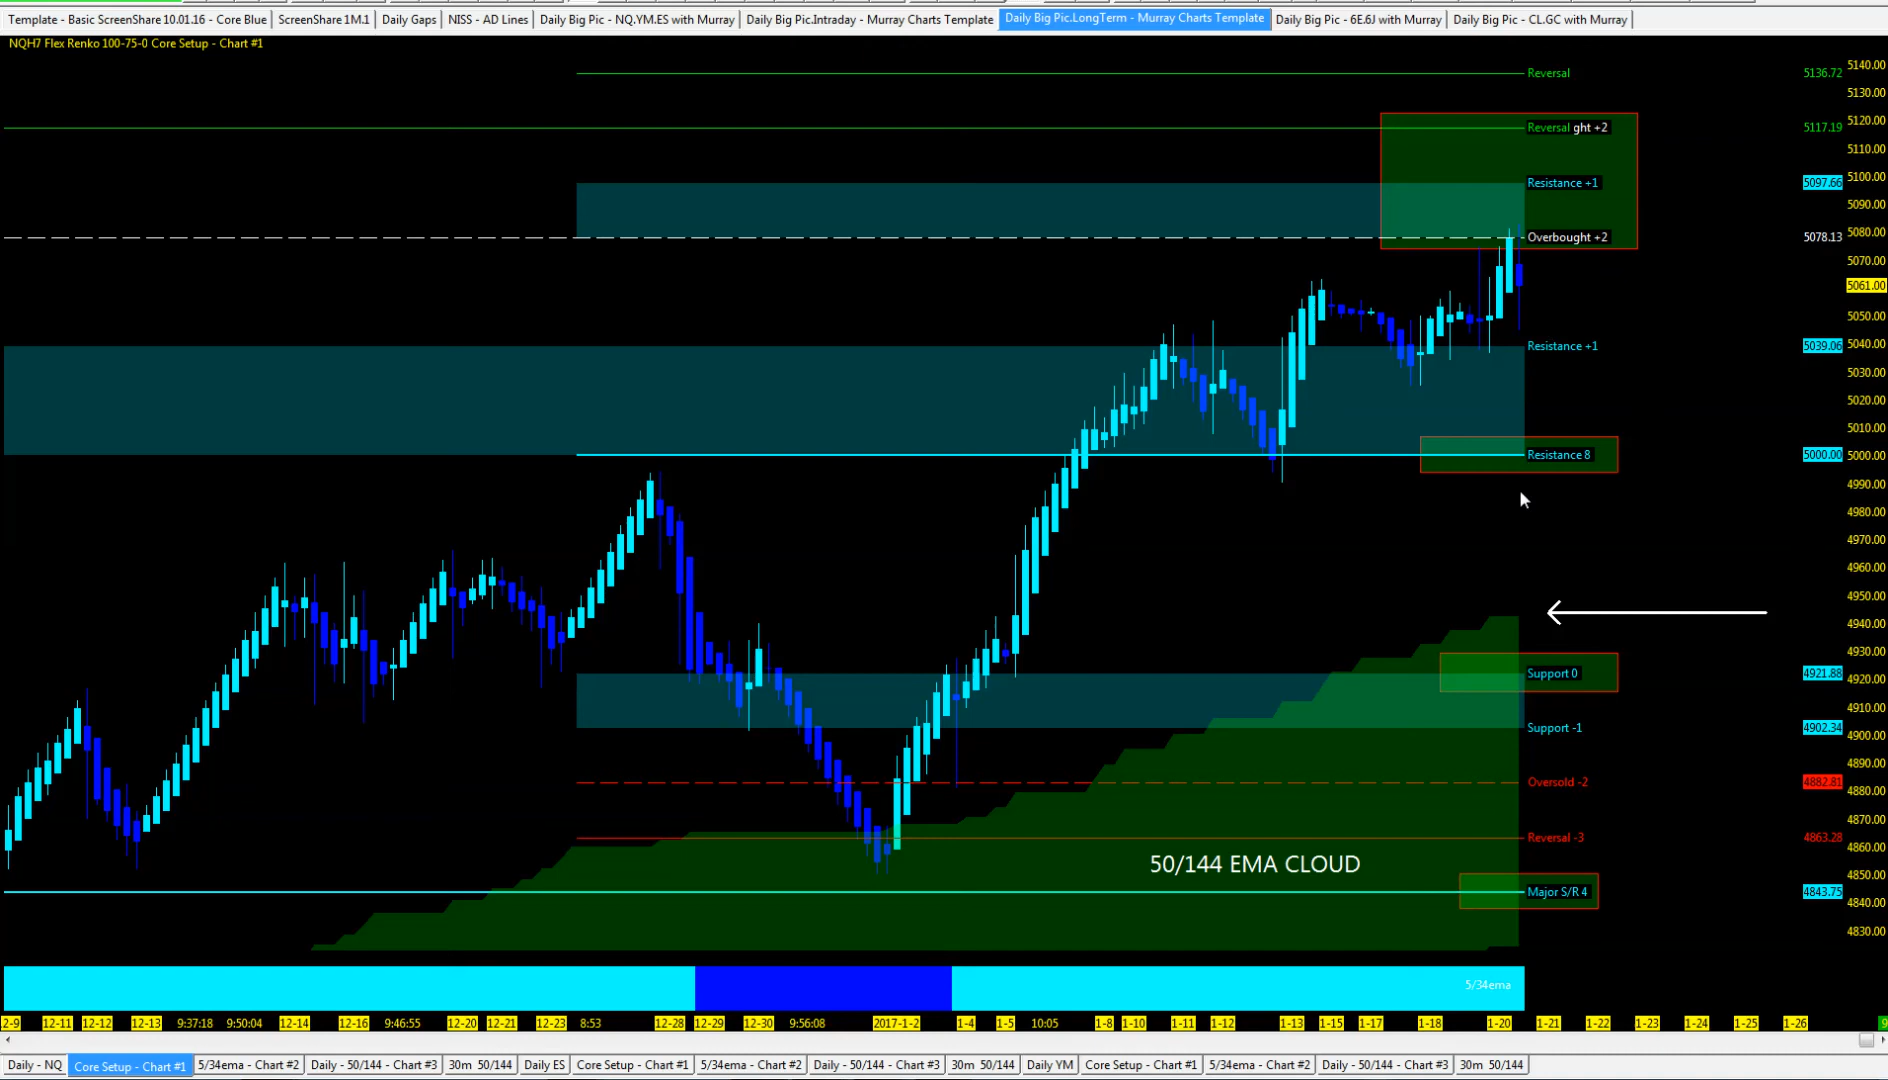 Template - Basic ScreenShare 10.01.16 - Core Blue | ScreenShare 1M.1 | Daily Gaps | NISS - AD Lines | Daily Big Pic - NQ.YM.ES with Murray | Daily Big Pic.Intraday - Murray Charts Template | Daily Big Pic.LongTerm - Murray Charts Template | Daily Big Pic - 6E.6J with Murray | Daily Big Pic - CL.GC with Murray
NQH7 Flex Renko 100-75-0 Core Setup - Chart #1
5140.00
Reversal 5136.72
5130.00
5120.00
Reversal ght +2 5117.19
5110.00
5100.00
Resistance +1 5097.66
5090.00
5080.00
Overbought +2 5078.13
5070.00
5061.00
5050.00
5040.00
Resistance +1 5039.06
5030.00
5020.00
5010.00
Resistance 8 5000.00 5000.00
4990.00
4980.00
4970.00
4960.00
4950.00
4940.00
4930.00
Support 0 4921.88
4920.00
4910.00
Support -1 4902.34
4900.00
4890.00
Oversold -2 4882.81
4880.00
4870.00
Reversal -3 4863.28
4860.00
50/144 EMA CLOUD
4850.00
Major S/R 4 4843.75
4840.00
4830.00
5/34ema
2-9 12-11 12-12 12-13 9:37:18 9:50:04 12-14 12-16 9:46:55 12-20 12-21 12-23 8:53 12-28 12-29 12-30 9:56:08 2017-1-2 1-4 1-5 10:05 1-8 1-10 1-11 1-12 1-13 1-15 1-17 1-18 1-20 1-21 1-22 1-23 1-24 1-25 1-26 9
Daily - NQ | Core Setup - Chart #1 | 5/34ema - Chart #2 | Daily - 50/144 - Chart #3 | 30m 50/144 | Daily ES | Core Setup - Chart #1 | 5/34ema - Chart #2 | Daily - 50/144 - Chart #3 | 30m 50/144 | Daily YM | Core Setup - Chart #1 | 5/34ema - Chart #2 | Daily - 50/144 - Chart #3 | 30m 50/144